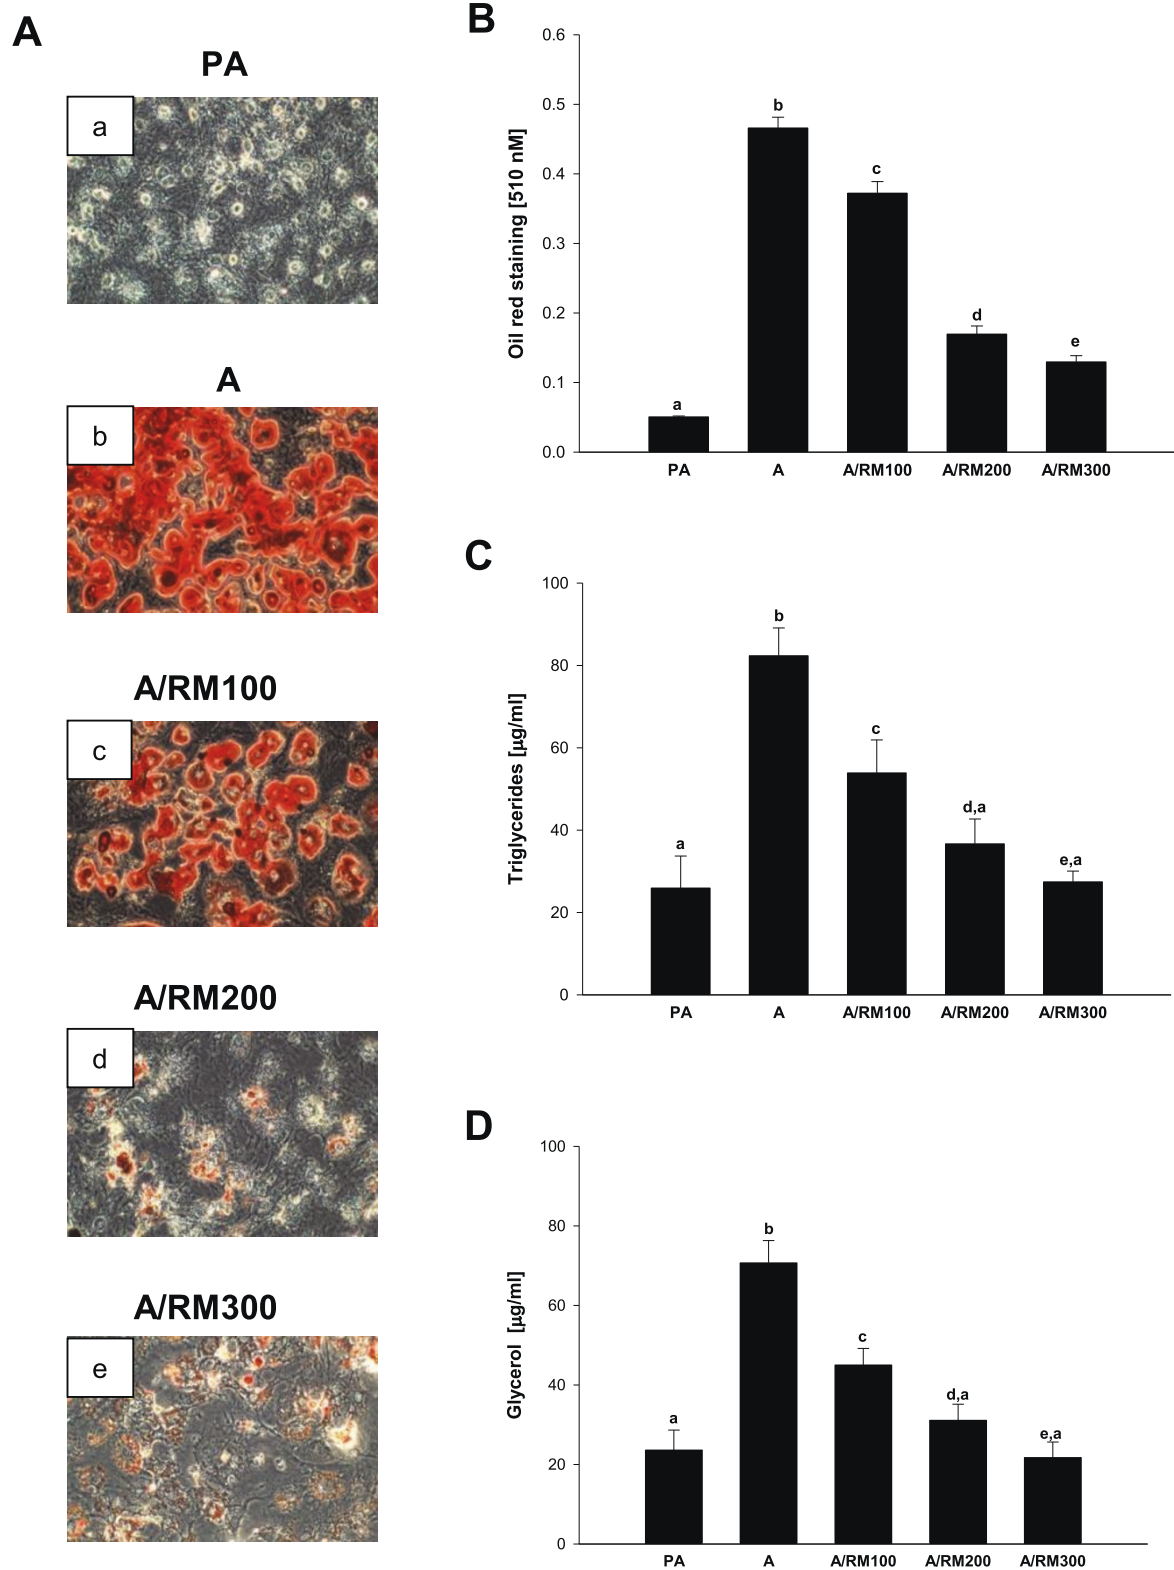 A
PA
a
A
b
A/RM100
c
A/RM200
d
A/RM300
e
B
Oil red staining [510 nM]
0.6
0.5
0.4
0.3
0.2
0.1
0.0
a
b
c
d
e
PA A A/RM100 A/RM200 A/RM300
C
Triglycerides [µg/ml]
100
80
60
40
20
0
a
b
c
d,a
e,a
PA A A/RM100 A/RM200 A/RM300
D
Glycerol [µg/ml]
100
80
60
40
20
0
a
b
c
d,a
e,a
PA A A/RM100 A/RM200 A/RM300